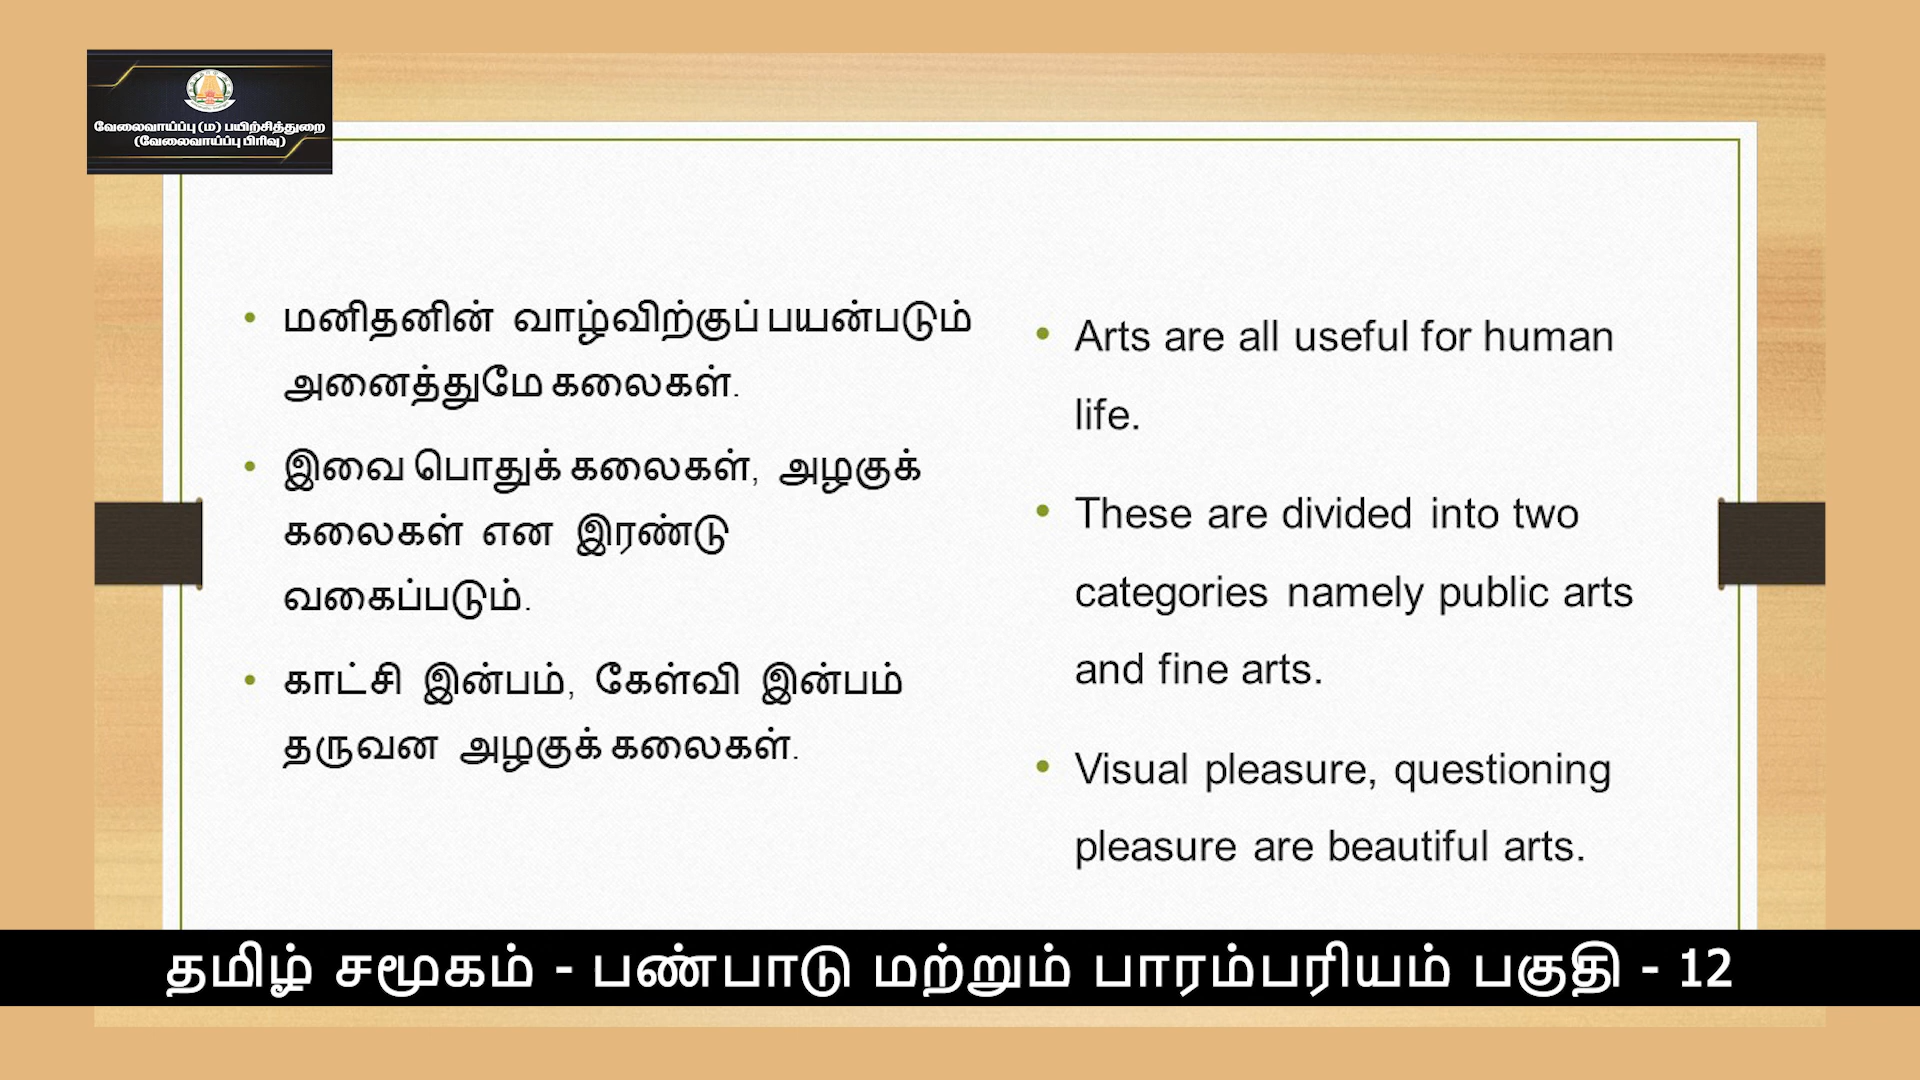 வேலைவாய்ப்பு (ம) பயிற்சித்துறை
(வேலைவாய்ப்பு பிரிவு)
• மனிதனின் வாழ்விற்குப் பயன்படும்
அனைத்துமே கலைகள்.
• இவை பொதுக் கலைகள், அழகுக்
கலைகள் என இரண்டு
வகைப்படும்.
• காட்சி இன்பம், கேள்வி இன்பம்
தருவன அழகுக் கலைகள்.
• Arts are all useful for human
life.
• These are divided into two
categories namely public arts
and fine arts.
• Visual pleasure, questioning
pleasure are beautiful arts.
தமிழ் சமூகம் - பண்பாடு மற்றும் பாரம்பரியம் பகுதி - 12